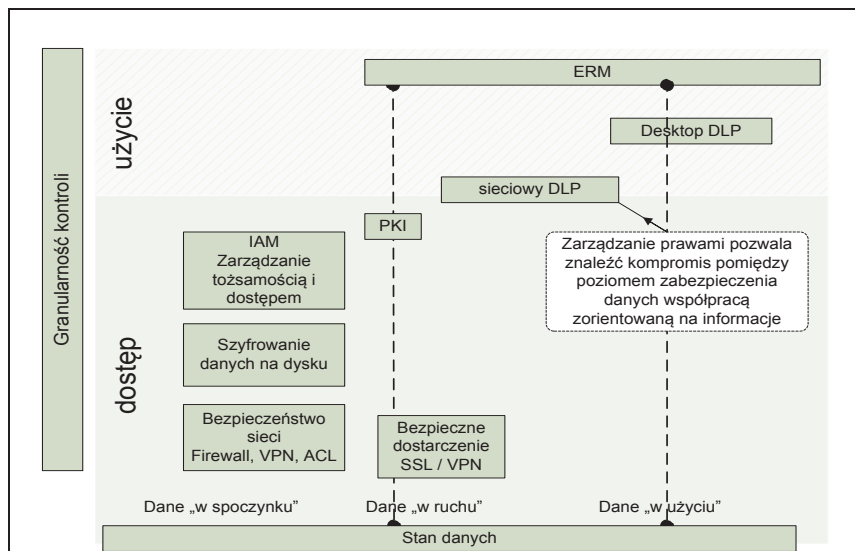 Granularność kontroli
użycie
dostęp
ERM
Desktop DLP
sieciowy DLP
PKI
IAM
Zarządzanie
tożsamością i
dostępem
Zarządzanie prawami pozwala
znaleźć kompromis pomiędzy
poziomem zabezpieczenia
danych współpracą
zorientowaną na informacje
Szyfrowanie
danych na dysku
Bezpieczeństwo
sieci
Firewall, VPN, ACL
Bezpieczne
dostarczenie
SSL / VPN
Dane „w spoczynku”
Dane „w ruchu”
Dane „w użyciu”
Stan danych